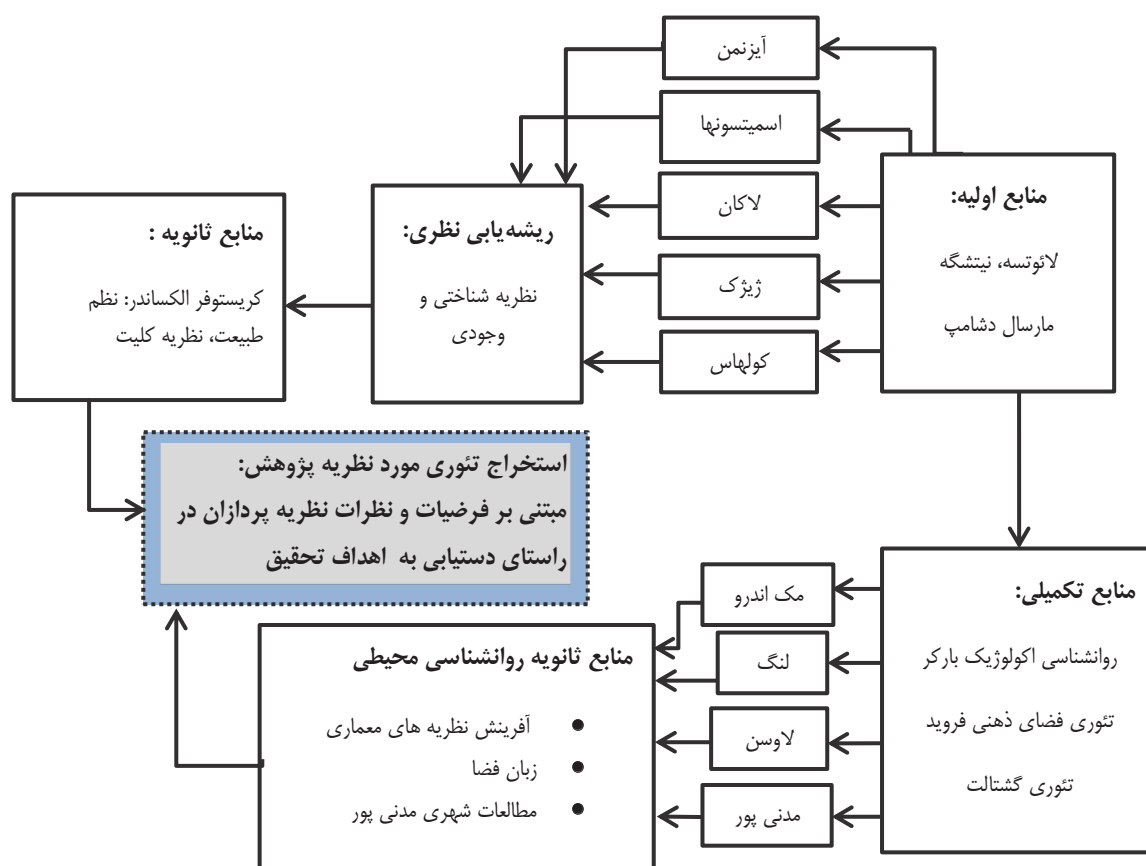 آیزنمن
اسمیتسونها
منابع اولیه:
لائوتسه، نیتشگه
مارسال دشامپ
لاکان
ژیژک
کولهاس
ریشه‌یابی نظری:
نظریه شناختی و
وجودی
منابع ثانویه :
کریستوفر الکساندر: نظم
طبیعت، نظریه کلیت
استخراج تئوری مورد نظریه پژوهش:
مبتنی بر فرضیات و نظرات نظریه پردازان در
راستای دستیابی به اهداف تحقیق
منابع تکمیلی:
روانشناسی اکولوژیک بارکر
تئوری فضای ذهنی فروید
تئوری گشتالت
مک اندرو
لنگ
لاوسن
مدنی پور
منابع ثانویه روانشناسی محیطی
● آفرینش نظریه های معماری
● زبان فضا
● مطالعات شهری مدنی پور